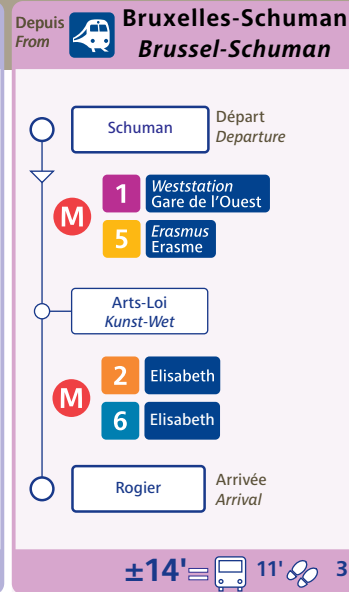 Depuis
From
Bruxelles-Schuman
Brussel-Schuman
Schuman
Départ
Departure
M
1
Weststation
Gare de l'Ouest
5
Erasmus
Erasme
Arts-Loi
Kunst-Wet
M
2
Elisabeth
6
Elisabeth
Rogier
Arrivée
Arrival
±14'= 11' 3